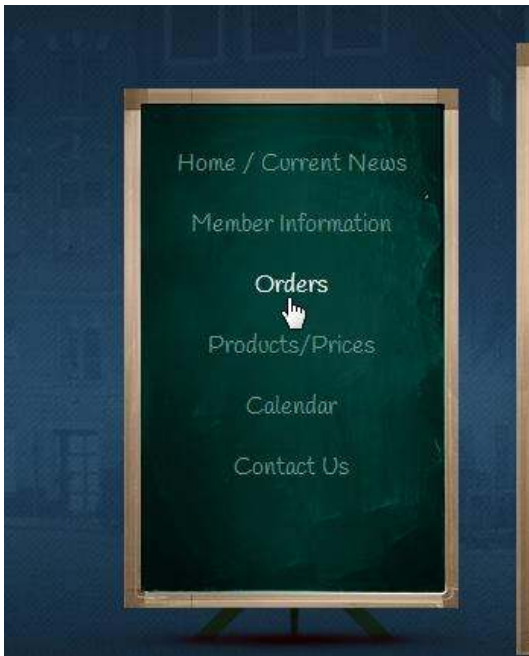 Home / Current News
Member Information
Orders
Products/Prices
Calendar
Contact Us